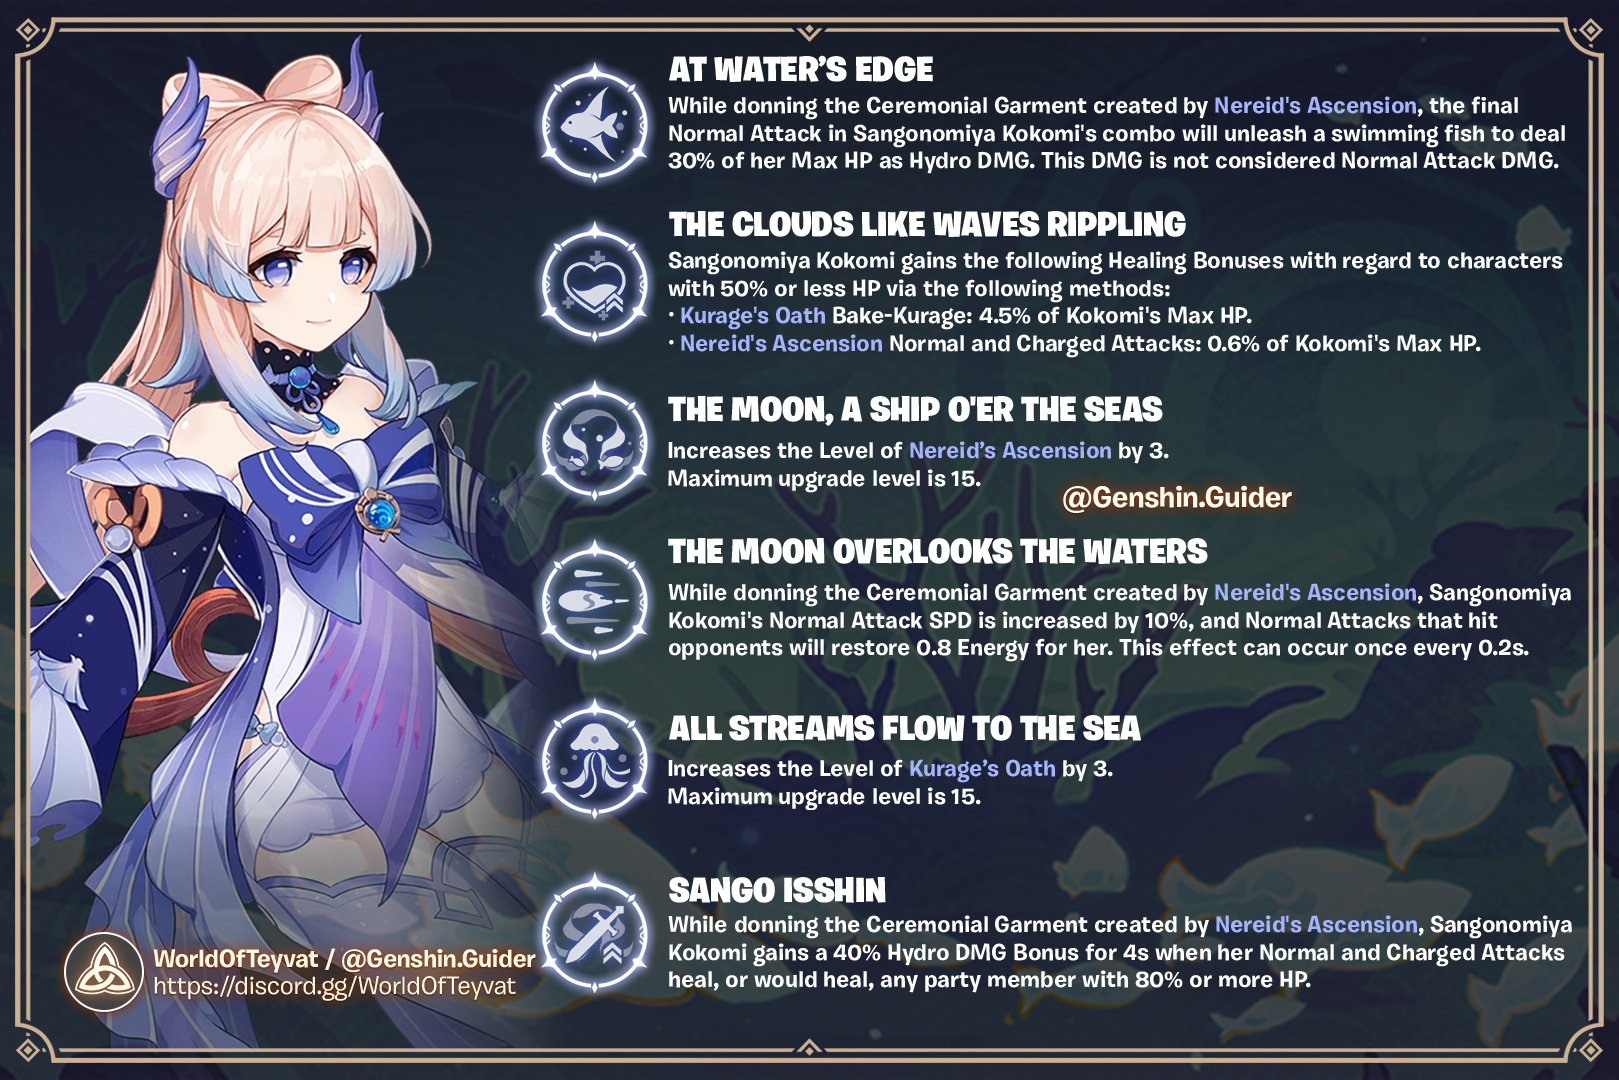 AT WATER'S EDGE
While donning the Ceremonial Garment created by Nereid's Ascension, the final
Normal Attack in Sangonomiya Kokomi's combo will unleash a swimming fish to deal
30% of her Max HP as Hydro DMG. This DMG is not considered Normal Attack DMG.
THE CLOUDS LIKE WAVES RIPPLING
Sangonomiya Kokomi gains the following Healing Bonuses with regard to characters
with 50% or less HP via the following methods:
· Kurage's Oath Bake-Kurage: 4.5% of Kokomi's Max HP.
· Nereid's Ascension Normal and Charged Attacks: 0.6% of Kokomi's Max HP.
THE MOON, A SHIP O'ER THE SEAS
Increases the Level of Nereid's Ascension by 3.
Maximum upgrade level is 15.
@Genshin.Guider
THE MOON OVERLOOKS THE WATERS
While donning the Ceremonial Garment created by Nereid's Ascension, Sangonomiya
Kokomi's Normal Attack SPD is increased by 10%, and Normal Attacks that hit
opponents will restore 0.8 Energy for her. This effect can occur once every 0.2s.
ALL STREAMS FLOW TO THE SEA
Increases the Level of Kurage's Oath by 3.
Maximum upgrade level is 15.
SANGO ISSHIN
While donning the Ceremonial Garment created by Nereid's Ascension, Sangonomiya
Kokomi gains a 40% Hydro DMG Bonus for 4s when her Normal and Charged Attacks
heal, or would heal, any party member with 80% or more HP.
WorldOfTeyvat / @Genshin.Guider
https://discord.gg/WorldOfTeyvat